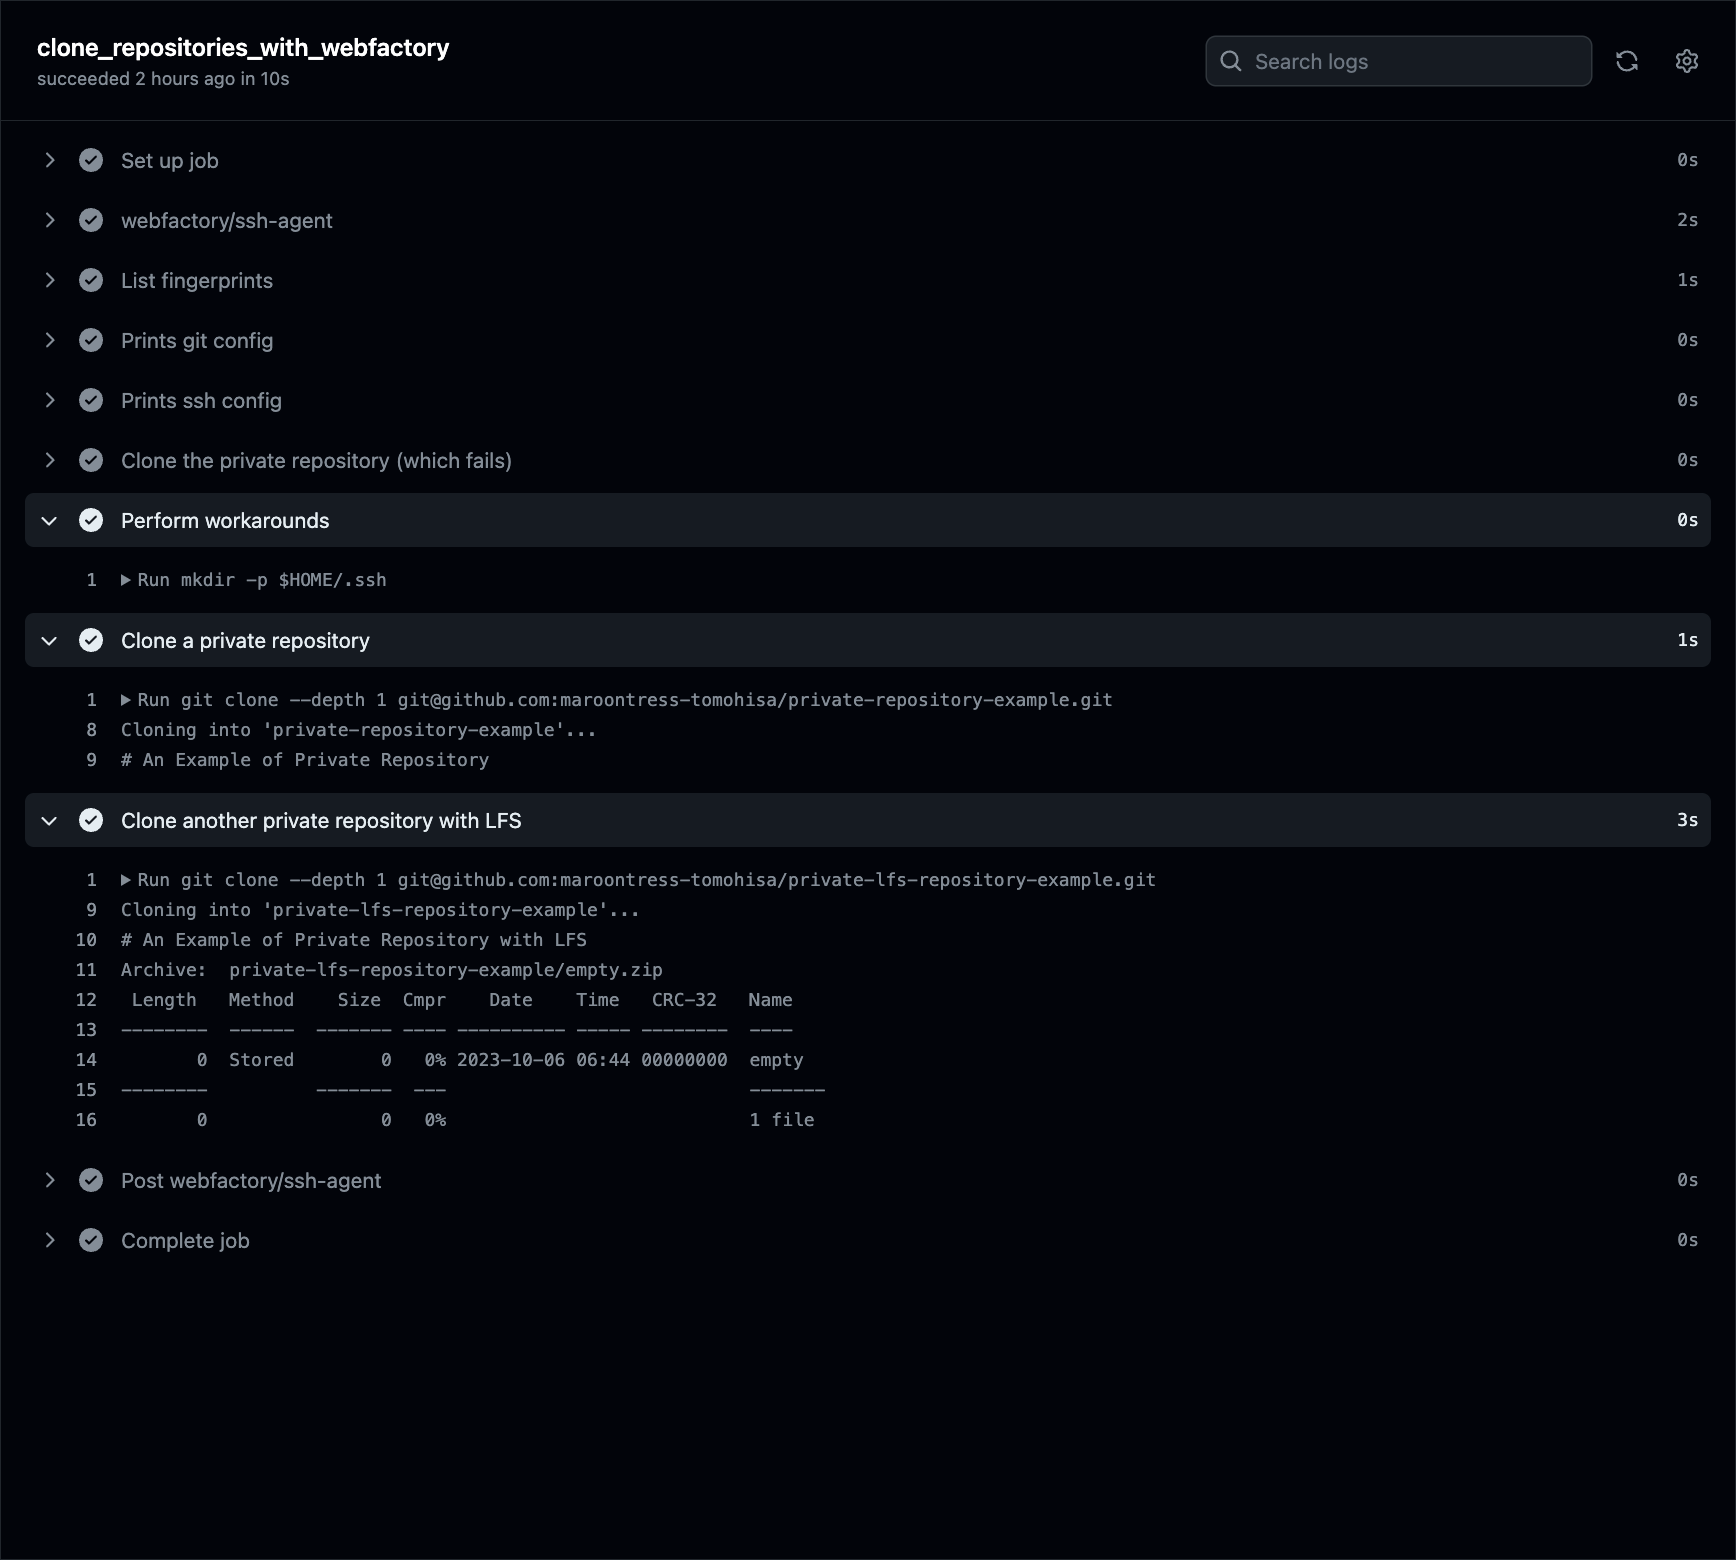 clone_repositories_with_webfactory
succeeded 2 hours ago in 10s
Search logs
Set up job 0s
webfactory/ssh-agent 2s
List fingerprints 1s
Prints git config 0s
Prints ssh config 0s
Clone the private repository (which fails) 0s
Perform workarounds 0s
1 Run mkdir -p $HOME/.ssh
Clone a private repository 1s
1 Run git clone --depth 1 git@github.com:maroontress-tomohisa/private-repository-example.git
8 Cloning into 'private-repository-example'...
9 # An Example of Private Repository
Clone another private repository with LFS 3s
1 Run git clone --depth 1 git@github.com:maroontress-tomohisa/private-lfs-repository-example.git
9 Cloning into 'private-lfs-repository-example'...
10 # An Example of Private Repository with LFS
11 Archive:  private-lfs-repository-example/empty.zip
12  Length   Method    Size  Cmpr    Date    Time   CRC-32   Name
13 --------  ------  ------- ---- ---------- ----- --------  ----
14        0  Stored        0   0% 2023-10-06 06:44 00000000  empty
15 --------          -------  ---                            -------
16        0                0   0%                            1 file
Post webfactory/ssh-agent 0s
Complete job 0s